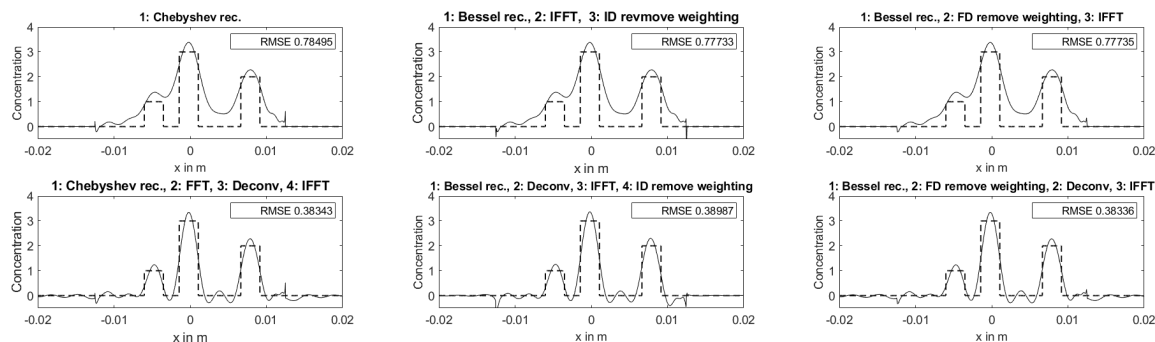 1: Chebyshev rec.
RMSE 0.78495
Concentration
4
3
2
1
0
-0.02 -0.01 0 0.01 0.02
x in m
1: Bessel rec., 2: IFFT, 3: ID revmove weighting
RMSE 0.77733
Concentration
4
3
2
1
0
-0.02 -0.01 0 0.01 0.02
x in m
1: Bessel rec., 2: FD remove weighting, 3: IFFT
RMSE 0.77735
Concentration
4
3
2
1
0
-0.02 -0.01 0 0.01 0.02
x in m
1: Chebyshev rec., 2: FFT, 3: Deconv, 4: IFFT
RMSE 0.38343
Concentration
4
3
2
1
0
-0.02 -0.01 0 0.01 0.02
x in m
1: Bessel rec., 2: Deconv, 3: IFFT, 4: ID remove weighting
RMSE 0.38987
Concentration
4
3
2
1
0
-0.02 -0.01 0 0.01 0.02
x in m
1: Bessel rec., 2: FD remove weighting, 2: Deconv, 3: IFFT
RMSE 0.38336
Concentration
4
3
2
1
0
-0.02 -0.01 0 0.01 0.02
x in m